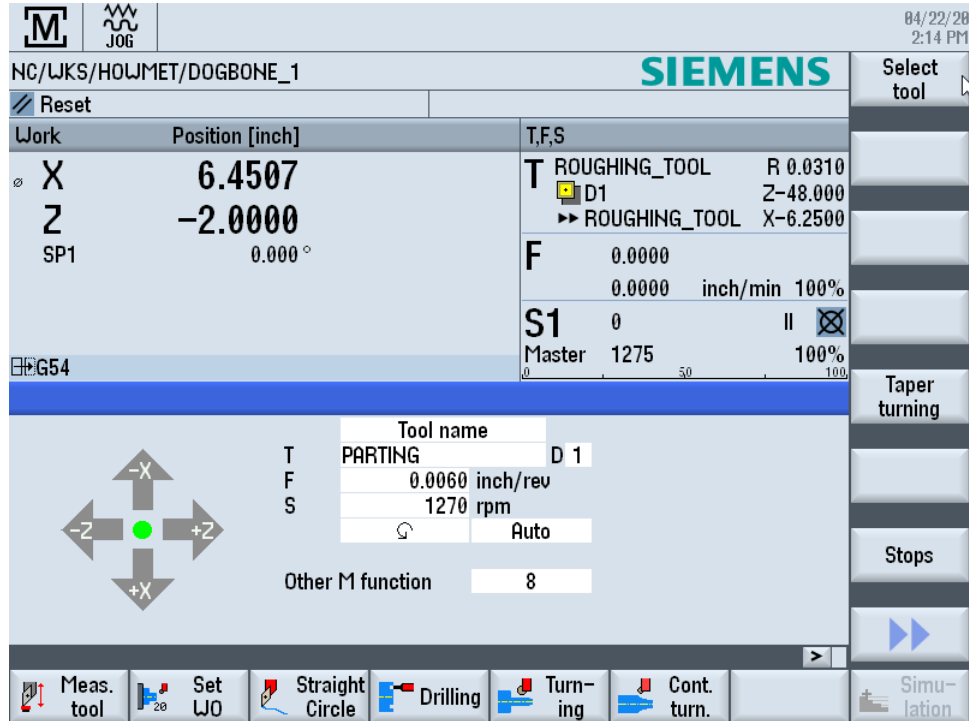 M
JOG
04/22/20
2:14 PM
NC/WKS/HOWMET/DOGBONE_1
SIEMENS
Select
tool
Reset
Work Position [inch]
T,F,S
⌀ X 6.4507
Z -2.0000
SP1 0.000 °
G54
T ROUGHING_TOOL R 0.0310
D1 Z-48.000
▸▸ ROUGHING_TOOL X-6.2500
F 0.0000
0.0000 inch/min 100%
S1 0 II
Master 1275 100%
0 50 100
Taper
turning
Tool name
T PARTING D 1
F 0.0060 inch/rev
S 1270 rpm
Auto
Other M function 8
-X
-Z +Z
+X
Stops
>
Meas.
tool
20
Set
WO
Straight
Circle
Drilling
Turn-
ing
Cont.
turn.
Simu-
lation